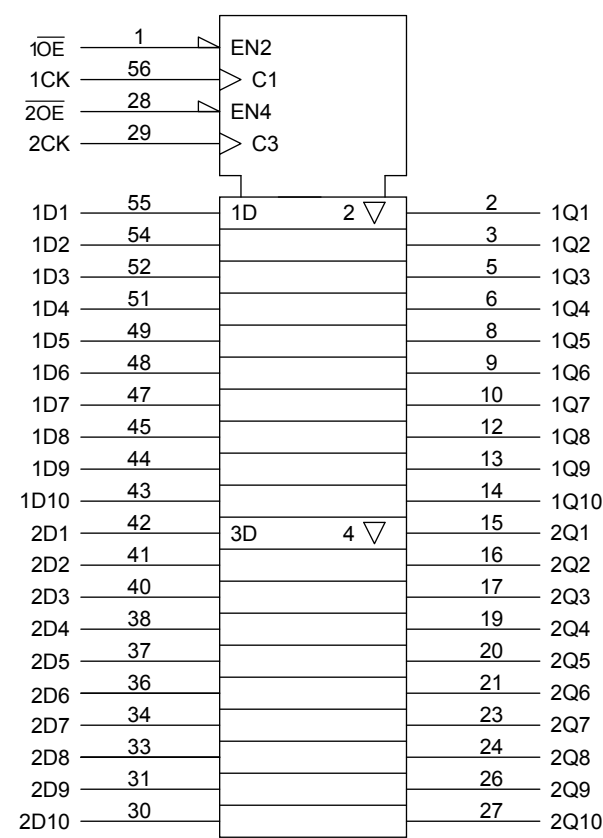 1OE 1 EN2
1CK 56 C1
2OE 28 EN4
2CK 29 C3
1D1 55 1D 2 ▽ 2 1Q1
1D2 54 3 1Q2
1D3 52 5 1Q3
1D4 51 6 1Q4
1D5 49 8 1Q5
1D6 48 9 1Q6
1D7 47 10 1Q7
1D8 45 12 1Q8
1D9 44 13 1Q9
1D10 43 14 1Q10
2D1 42 3D 4 ▽ 15 2Q1
2D2 41 16 2Q2
2D3 40 17 2Q3
2D4 38 19 2Q4
2D5 37 20 2Q5
2D6 36 21 2Q6
2D7 34 23 2Q7
2D8 33 24 2Q8
2D9 31 26 2Q9
2D10 30 27 2Q10